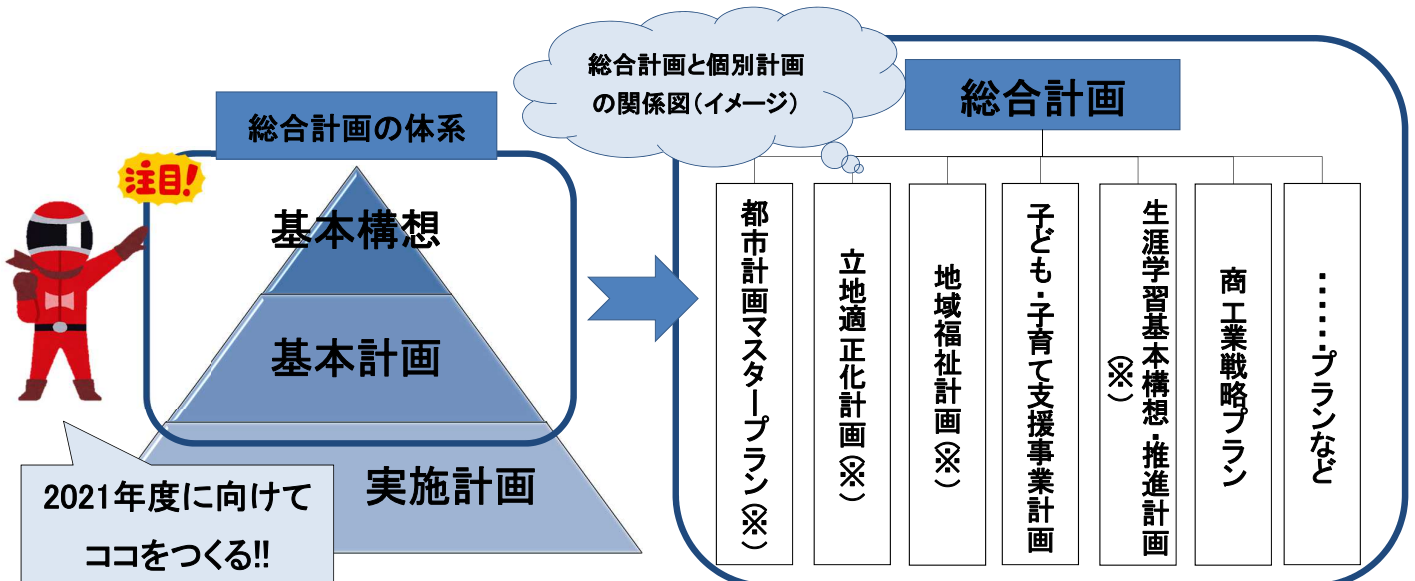 総合計画の体系
注目!
基本構想
基本計画
実施計画
2021年度に向けて
ココをつくる!!
総合計画と個別計画
の関係図(イメージ)
総合計画
都市計画マスタープラン(※)
立地適正化計画(※)
地域福祉計画(※)
子ども・子育て支援事業計画
生涯学習基本構想・推進計画
(※)
商工業戦略プラン
・・・・・プランなど